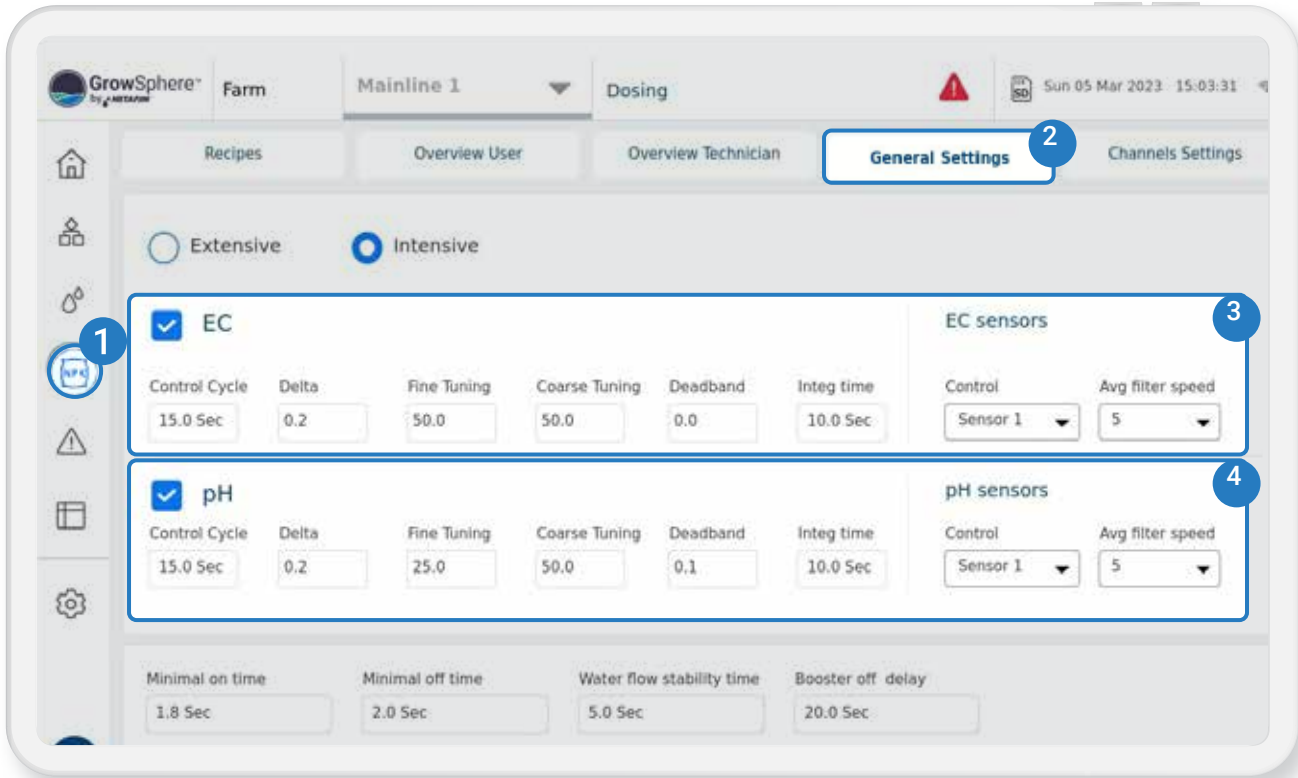 GrowSphere™
by NETAFIM
Farm
Mainline 1
Dosing
SD
Sun 05 Mar 2023 15:03:31
Recipes
Overview User
Overview Technician
General Settings
2
Channels Settings
Extensive
Intensive
EC
EC sensors
3
1
NPK
Control Cycle Delta Fine Tuning Coarse Tuning Deadband Integ time Control Avg filter speed
15.0 Sec 0.2 50.0 50.0 0.0 10.0 Sec Sensor 1 5
pH
pH sensors
4
Control Cycle Delta Fine Tuning Coarse Tuning Deadband Integ time Control Avg filter speed
15.0 Sec 0.2 25.0 50.0 0.1 10.0 Sec Sensor 1 5
Minimal on time Minimal off time Water flow stability time Booster off delay
1.8 Sec 2.0 Sec 5.0 Sec 20.0 Sec